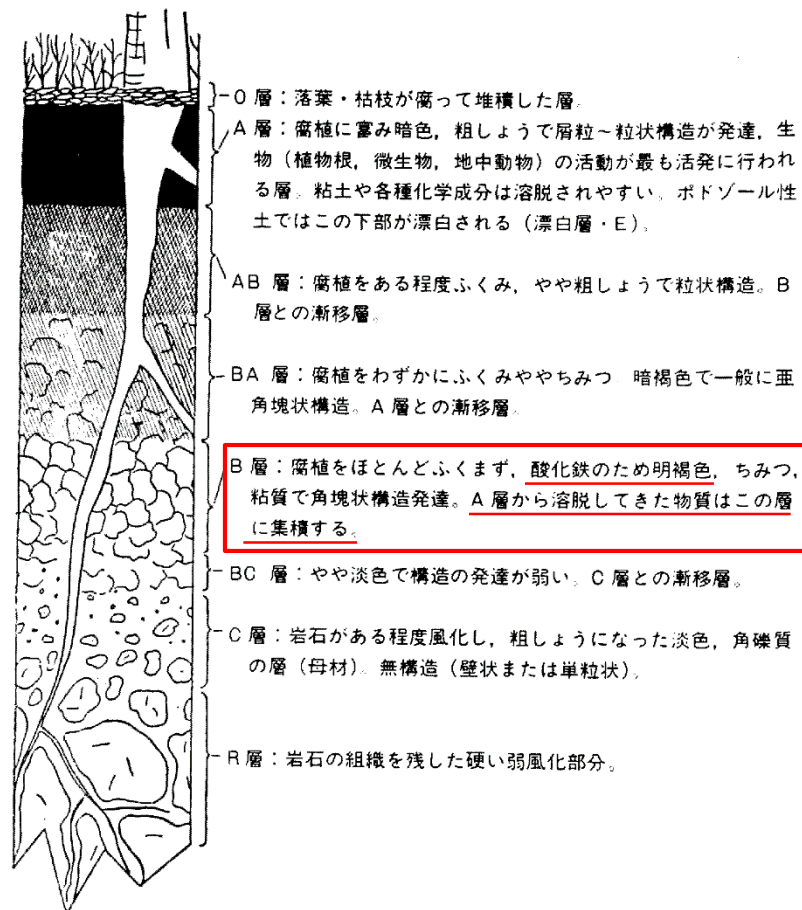 O層:落葉・枯枝が腐って堆積した層。
A層:腐植に富み暗色,粗しょうで屑粒～粒状構造が発達,生
物(植物根,微生物,地中動物)の活動が最も活発に行われ
る層。粘土や各種化学成分は溶脱されやすい。ポドゾール性
土ではこの下部が漂白される(漂白層・E)。
AB層:腐植をある程度ふくみ,やや粗しょうで粒状構造。B
層との漸移層。
BA層:腐植をわずかにふくみややちみつ 暗褐色で一般に亜
角塊状構造。A層との漸移層。
B層:腐植をほとんどふくまず,酸化鉄のため明褐色,ちみつ,
粘質で角塊状構造発達。A層から溶脱してきた物質はこの層
に集積する。
BC層:やや淡色で構造の発達が弱い。C層との漸移層。
C層:岩石がある程度風化し,粗しょうになった淡色,角礫質
の層(母材)。無構造(壁状または単粒状)。
R層:岩石の組織を残した硬い弱風化部分。